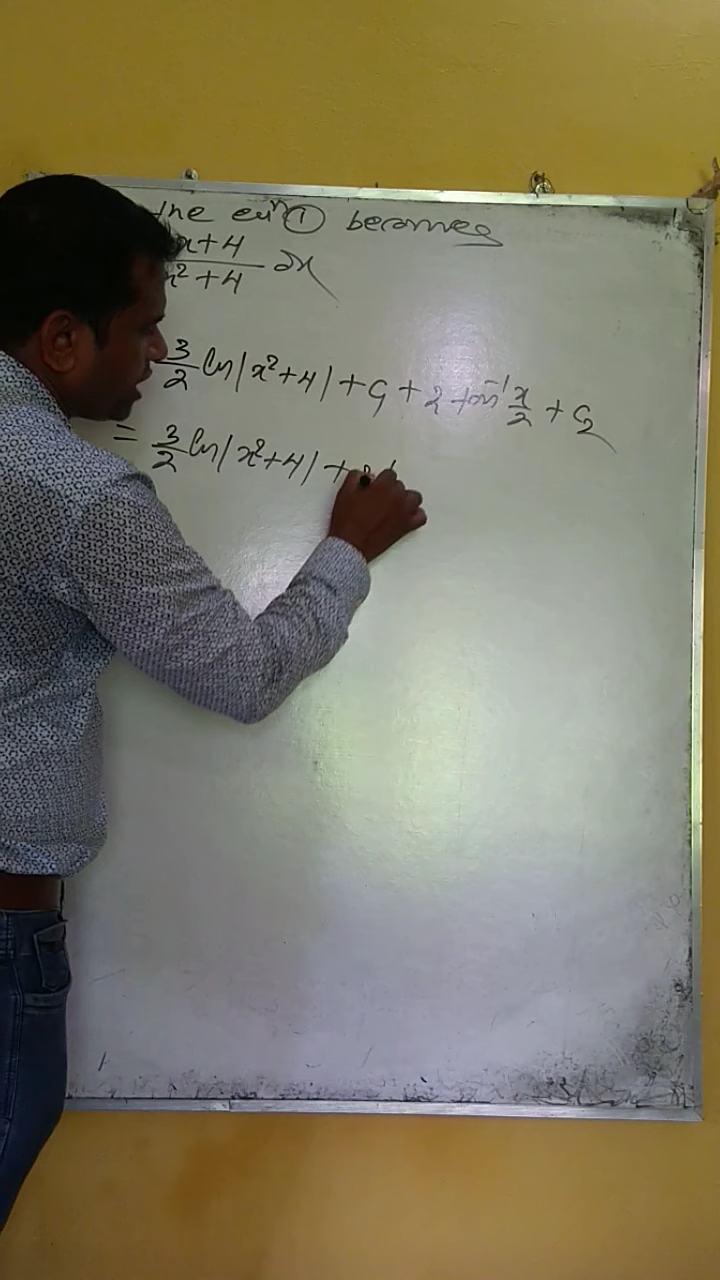 the eqn ① becomes
x+4
x² + 4 dx
3/2 ln|x²+4| + C₁ + 2 tan⁻¹ x/2 + C₂
= 3/2 ln|x²+4| + 2